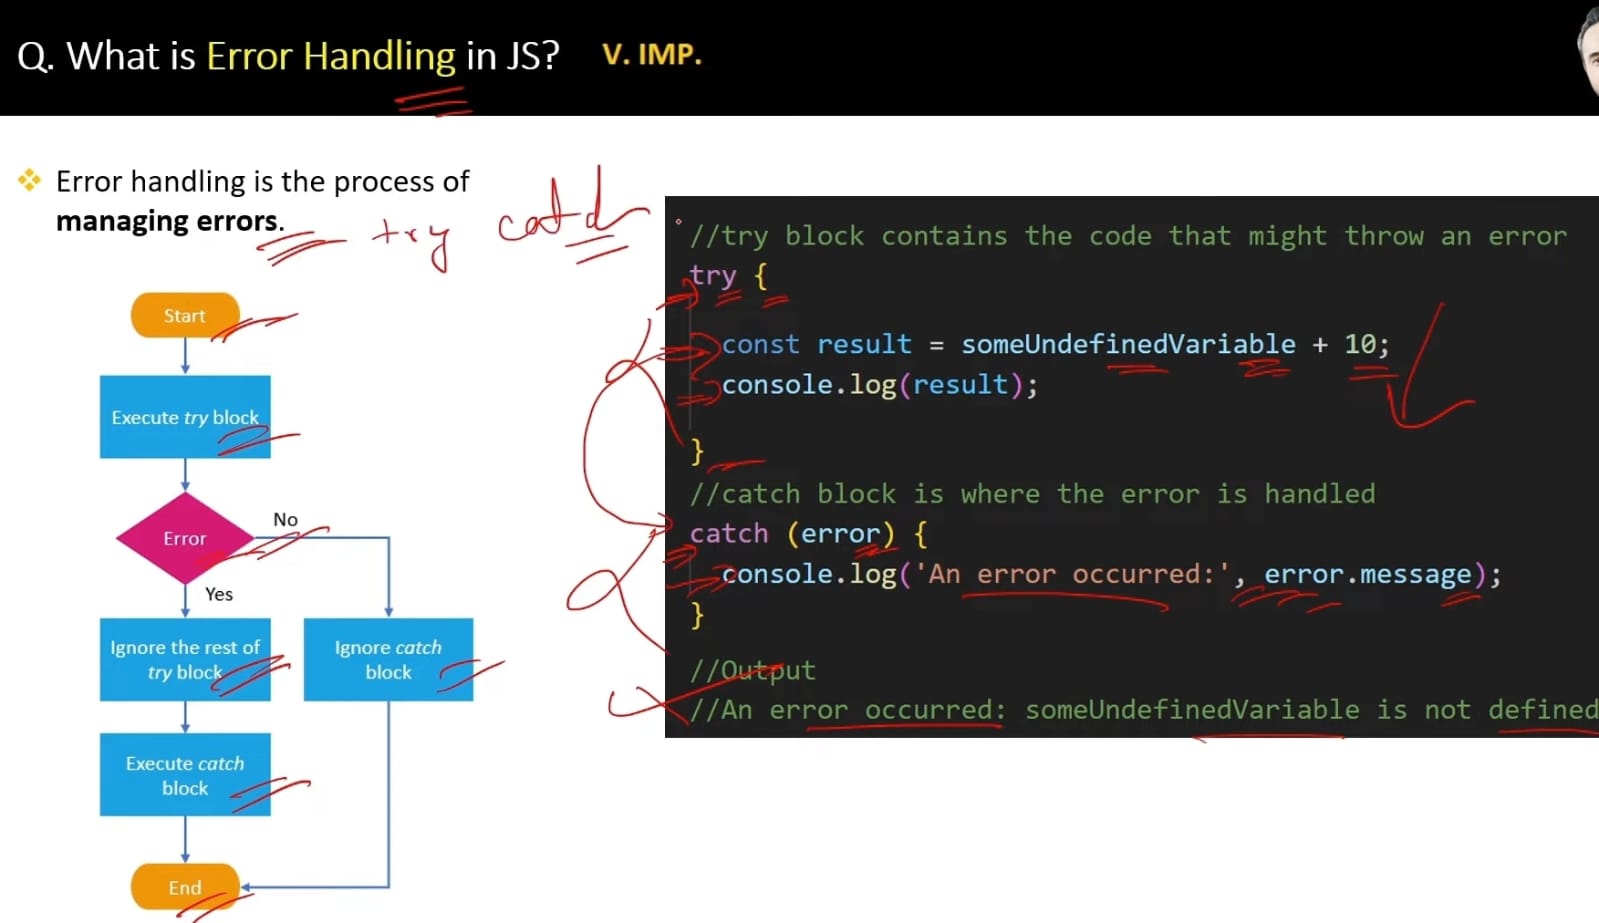 Q. What is Error Handling in JS? V. IMP.
Error handling is the process of
managing errors.
try catch
Start
Execute try block
Error
No
Yes
Ignore the rest of
try block
Ignore catch
block
Execute catch
block
End
//try block contains the code that might throw an error
try {
const result = someUndefinedVariable + 10;
console.log(result);
}
//catch block is where the error is handled
catch (error) {
console.log('An error occurred:', error.message);
}
//Output
//An error occurred: someUndefinedVariable is not defined